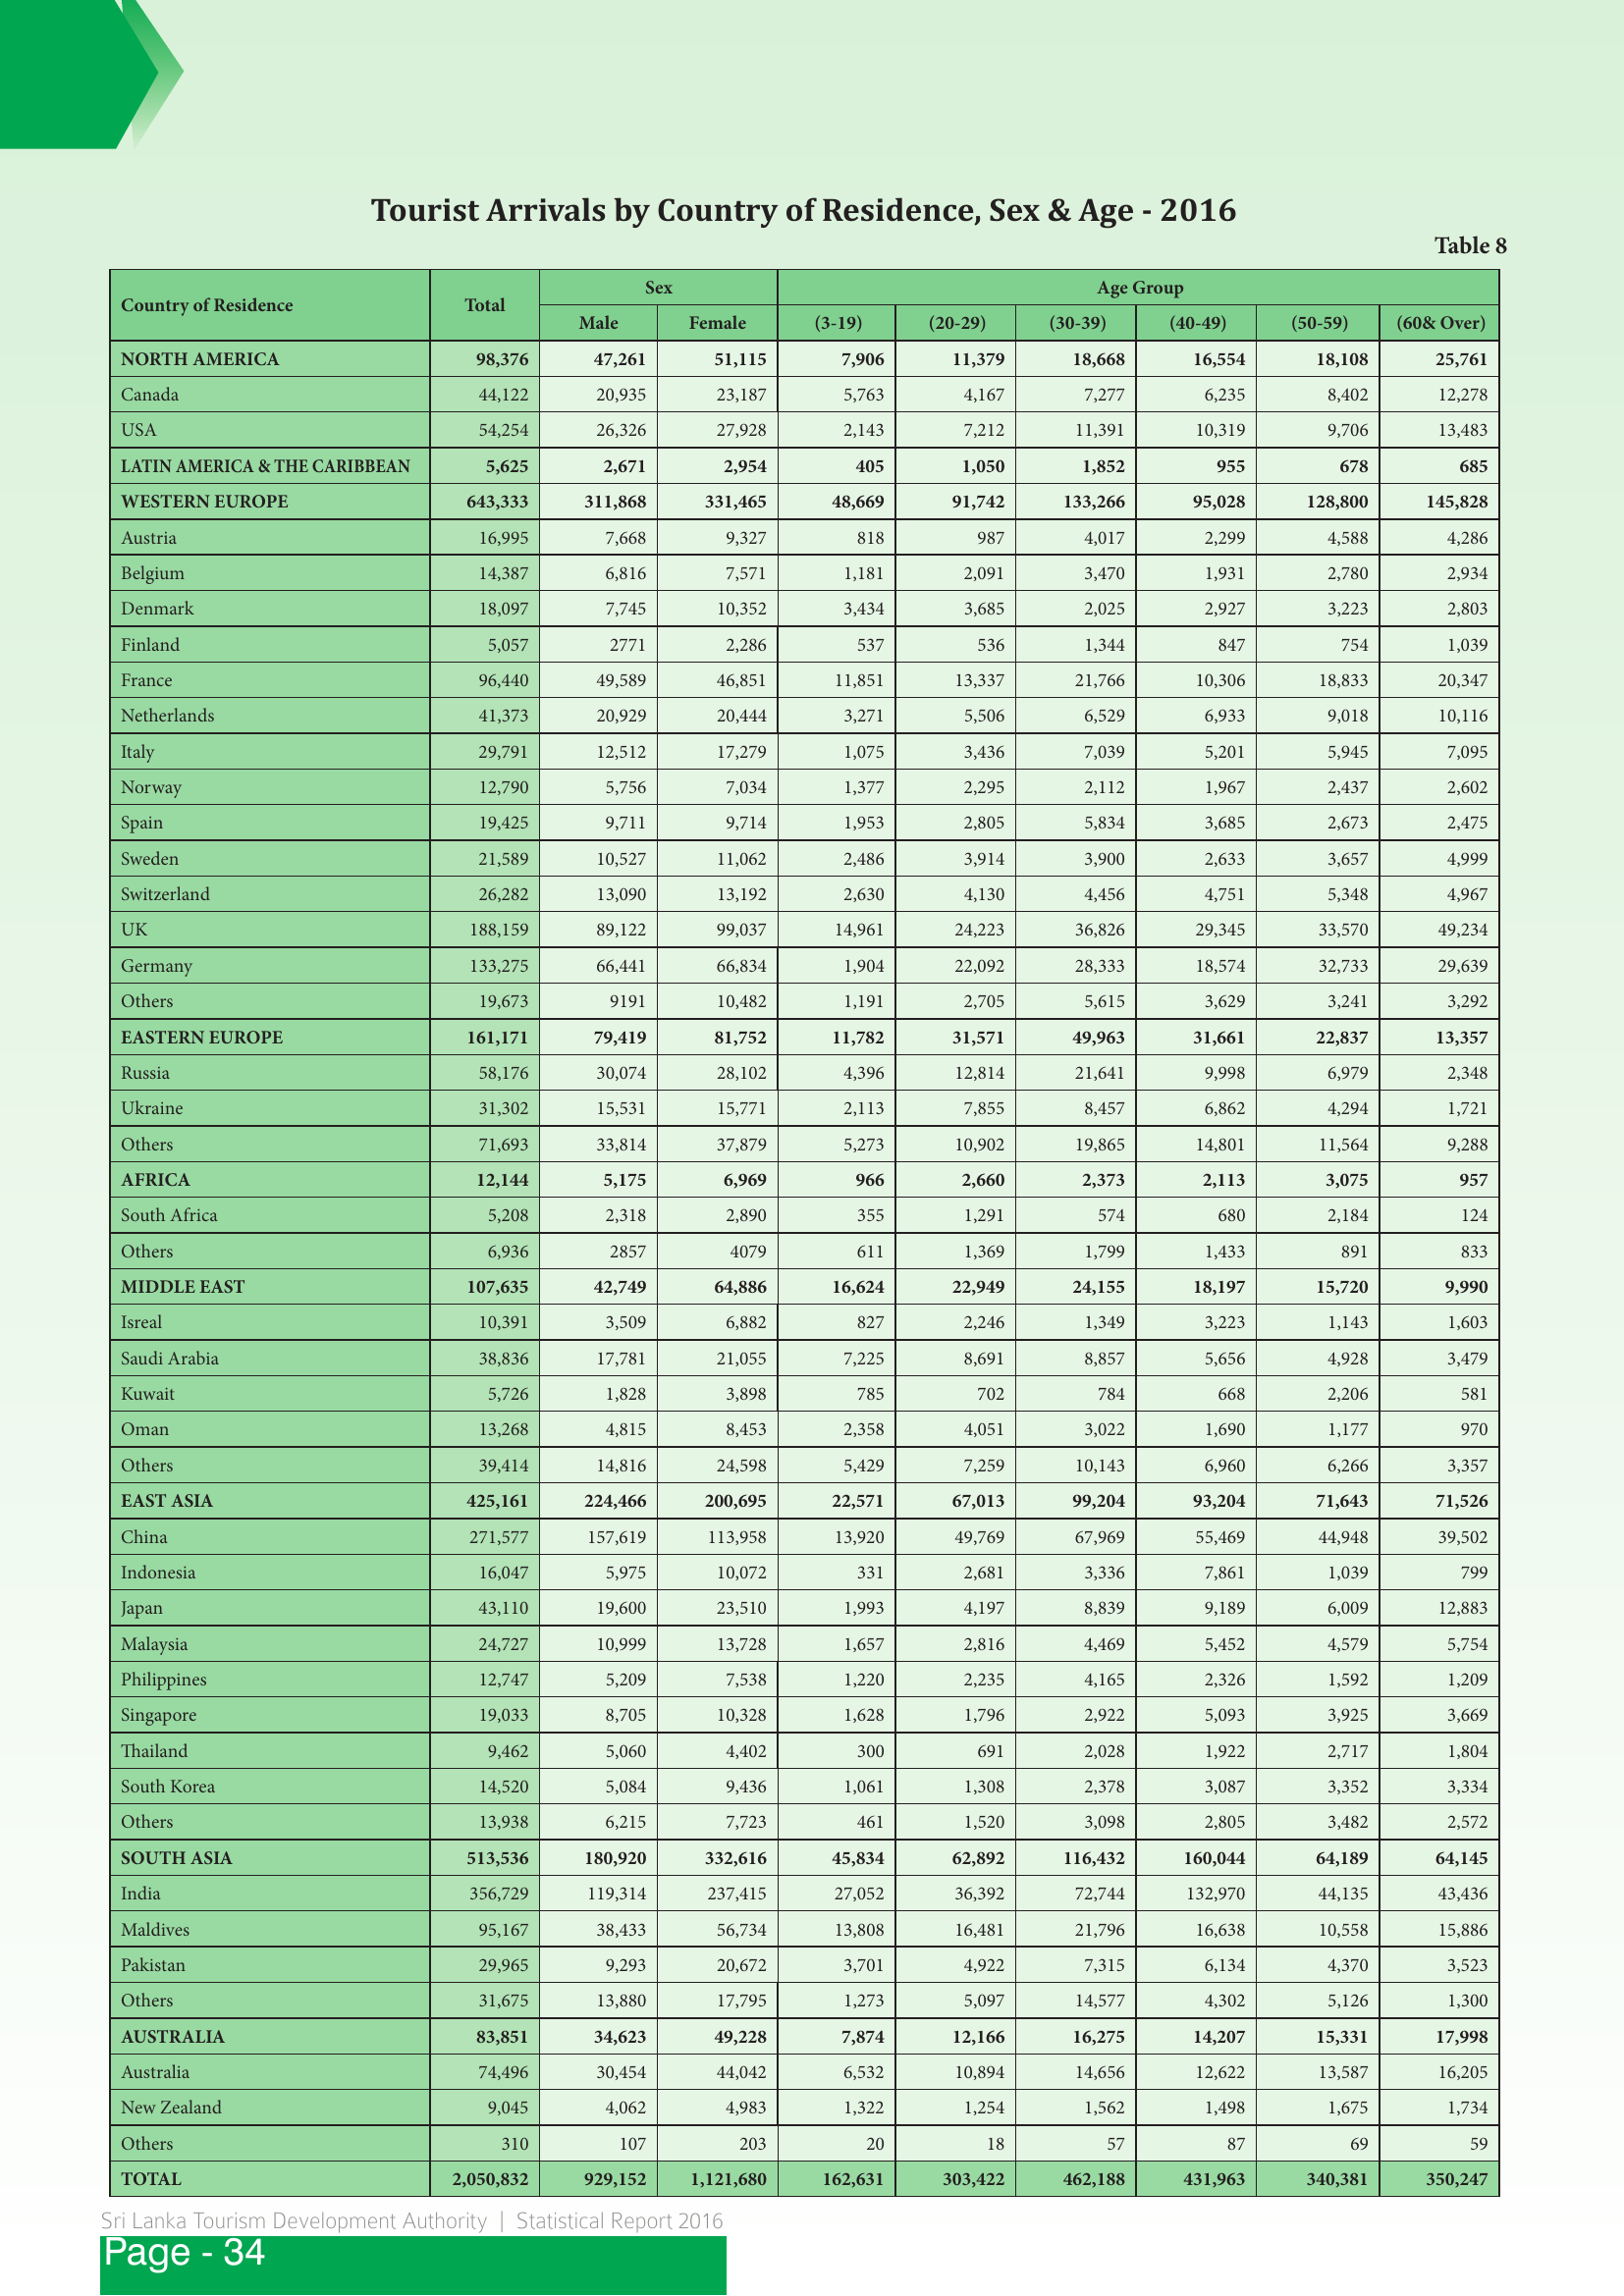 Tourist Arrivals by Country of Residence, Sex & Age - 2016
Table 8
Country of Residence Total Sex Age Group
Male Female (3-19) (20-29) (30-39) (40-49) (50-59) (60& Over)
NORTH AMERICA 98,376 47,261 51,115 7,906 11,379 18,668 16,554 18,108 25,761
Canada 44,122 20,935 23,187 5,763 4,167 7,277 6,235 8,402 12,278
USA 54,254 26,326 27,928 2,143 7,212 11,391 10,319 9,706 13,483
LATIN AMERICA & THE CARIBBEAN 5,625 2,671 2,954 405 1,050 1,852 955 678 685
WESTERN EUROPE 643,333 311,868 331,465 48,669 91,742 133,266 95,028 128,800 145,828
Austria 16,995 7,668 9,327 818 987 4,017 2,299 4,588 4,286
Belgium 14,387 6,816 7,571 1,181 2,091 3,470 1,931 2,780 2,934
Denmark 18,097 7,745 10,352 3,434 3,685 2,025 2,927 3,223 2,803
Finland 5,057 2771 2,286 537 536 1,344 847 754 1,039
France 96,440 49,589 46,851 11,851 13,337 21,766 10,306 18,833 20,347
Netherlands 41,373 20,929 20,444 3,271 5,506 6,529 6,933 9,018 10,116
Italy 29,791 12,512 17,279 1,075 3,436 7,039 5,201 5,945 7,095
Norway 12,790 5,756 7,034 1,377 2,295 2,112 1,967 2,437 2,602
Spain 19,425 9,711 9,714 1,953 2,805 5,834 3,685 2,673 2,475
Sweden 21,589 10,527 11,062 2,486 3,914 3,900 2,633 3,657 4,999
Switzerland 26,282 13,090 13,192 2,630 4,130 4,456 4,751 5,348 4,967
UK 188,159 89,122 99,037 14,961 24,223 36,826 29,345 33,570 49,234
Germany 133,275 66,441 66,834 1,904 22,092 28,333 18,574 32,733 29,639
Others 19,673 9191 10,482 1,191 2,705 5,615 3,629 3,241 3,292
EASTERN EUROPE 161,171 79,419 81,752 11,782 31,571 49,963 31,661 22,837 13,357
Russia 58,176 30,074 28,102 4,396 12,814 21,641 9,998 6,979 2,348
Ukraine 31,302 15,531 15,771 2,113 7,855 8,457 6,862 4,294 1,721
Others 71,693 33,814 37,879 5,273 10,902 19,865 14,801 11,564 9,288
AFRICA 12,144 5,175 6,969 966 2,660 2,373 2,113 3,075 957
South Africa 5,208 2,318 2,890 355 1,291 574 680 2,184 124
Others 6,936 2857 4079 611 1,369 1,799 1,433 891 833
MIDDLE EAST 107,635 42,749 64,886 16,624 22,949 24,155 18,197 15,720 9,990
Isreal 10,391 3,509 6,882 827 2,246 1,349 3,223 1,143 1,603
Saudi Arabia 38,836 17,781 21,055 7,225 8,691 8,857 5,656 4,928 3,479
Kuwait 5,726 1,828 3,898 785 702 784 668 2,206 581
Oman 13,268 4,815 8,453 2,358 4,051 3,022 1,690 1,177 970
Others 39,414 14,816 24,598 5,429 7,259 10,143 6,960 6,266 3,357
EAST ASIA 425,161 224,466 200,695 22,571 67,013 99,204 93,204 71,643 71,526
China 271,577 157,619 113,958 13,920 49,769 67,969 55,469 44,948 39,502
Indonesia 16,047 5,975 10,072 331 2,681 3,336 7,861 1,039 799
Japan 43,110 19,600 23,510 1,993 4,197 8,839 9,189 6,009 12,883
Malaysia 24,727 10,999 13,728 1,657 2,816 4,469 5,452 4,579 5,754
Philippines 12,747 5,209 7,538 1,220 2,235 4,165 2,326 1,592 1,209
Singapore 19,033 8,705 10,328 1,628 1,796 2,922 5,093 3,925 3,669
Thailand 9,462 5,060 4,402 300 691 2,028 1,922 2,717 1,804
South Korea 14,520 5,084 9,436 1,061 1,308 2,378 3,087 3,352 3,334
Others 13,938 6,215 7,723 461 1,520 3,098 2,805 3,482 2,572
SOUTH ASIA 513,536 180,920 332,616 45,834 62,892 116,432 160,044 64,189 64,145
India 356,729 119,314 237,415 27,052 36,392 72,744 132,970 44,135 43,436
Maldives 95,167 38,433 56,734 13,808 16,481 21,796 16,638 10,558 15,886
Pakistan 29,965 9,293 20,672 3,701 4,922 7,315 6,134 4,370 3,523
Others 31,675 13,880 17,795 1,273 5,097 14,577 4,302 5,126 1,300
AUSTRALIA 83,851 34,623 49,228 7,874 12,166 16,275 14,207 15,331 17,998
Australia 74,496 30,454 44,042 6,532 10,894 14,656 12,622 13,587 16,205
New Zealand 9,045 4,062 4,983 1,322 1,254 1,562 1,498 1,675 1,734
Others 310 107 203 20 18 57 87 69 59
TOTAL 2,050,832 929,152 1,121,680 162,631 303,422 462,188 431,963 340,381 350,247
Sri Lanka Tourism Development Authority | Statistical Report 2016
Page - 34